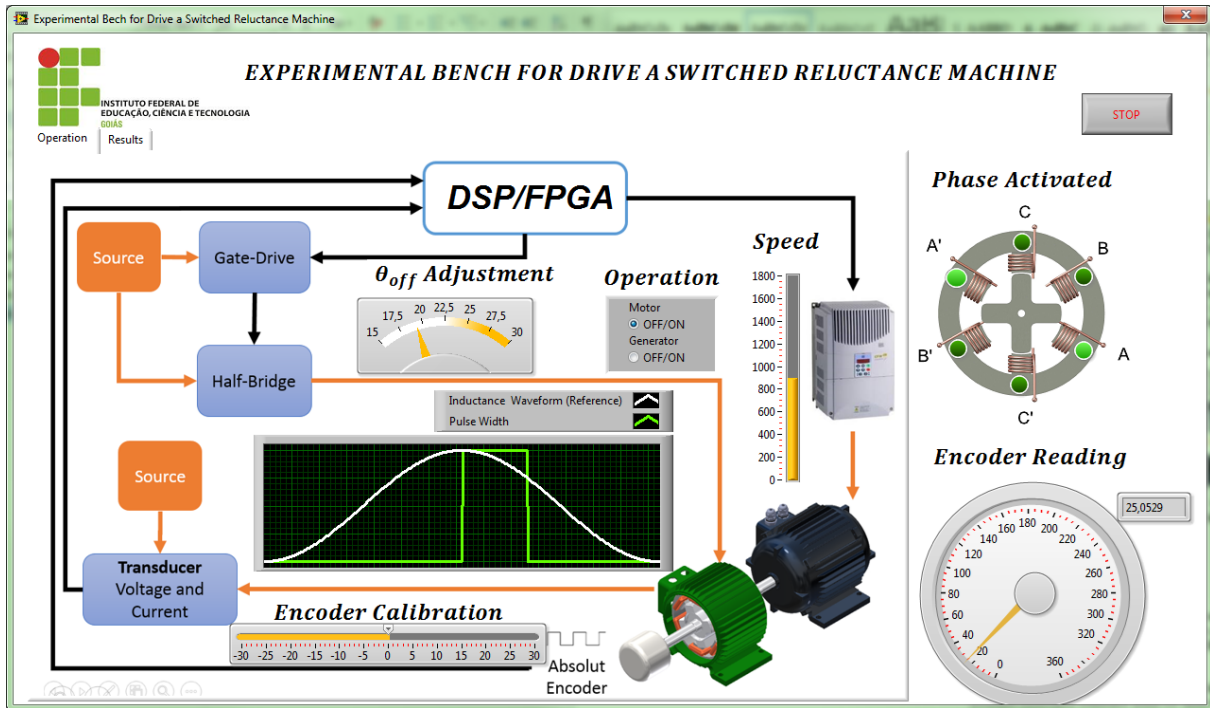 Experimental Bech for Drive a Switched Reluctance Machine
EXPERIMENTAL BENCH FOR DRIVE A SWITCHED RELUCTANCE MACHINE
INSTITUTO FEDERAL DE
EDUCAÇÃO, CIÊNCIA E TECNOLOGIA
GOIÁS
STOP
Operation
Results
DSP/FPGA
Source
Gate-Drive
θoff Adjustment
15
17,5
20
22,5
25
27,5
30
Operation
Motor
OFF/ON
Generator
OFF/ON
Speed
1800
1600
1400
1200
1000
800
600
400
200
0
Phase Activated
C
A'
B
B'
A
C'
Half-Bridge
Inductance Waveform (Reference)
Pulse Width
Source
Transducer
Voltage and
Current
Encoder Calibration
-30 -25 -20 -15 -10 -5 0 5 10 15 20 25 30
Absolut
Encoder
Encoder Reading
25,0529
0
20
40
60
80
100
120
140
160
180
200
220
240
260
280
300
320
360